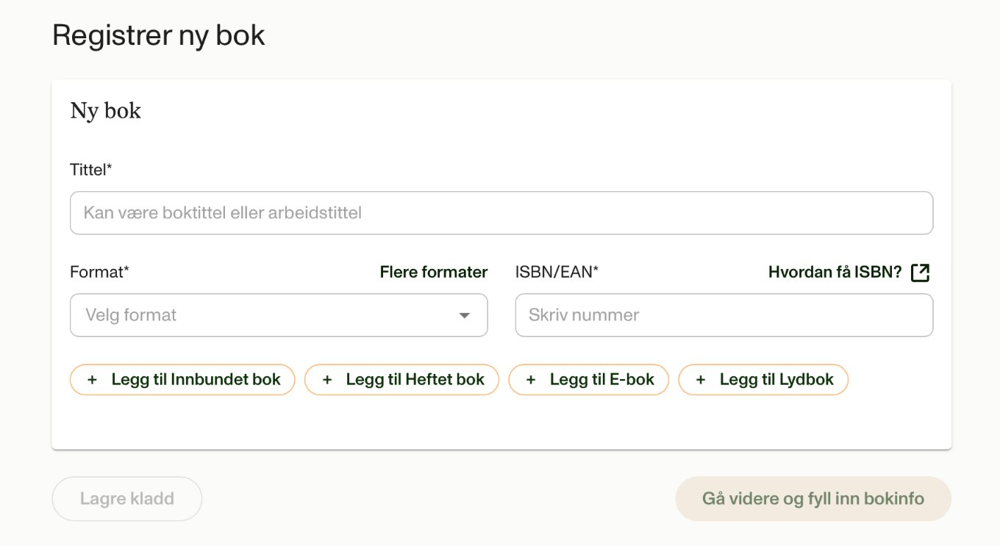 Registrer ny bok
Ny bok
Tittel*
Kan være boktittel eller arbeidstittel
Format* Flere formater ISBN/EAN* Hvordan få ISBN?
Velg format Skriv nummer
+ Legg til Innbundet bok + Legg til Heftet bok + Legg til E-bok + Legg til Lydbok
Lagre kladd Gå videre og fyll inn bokinfo